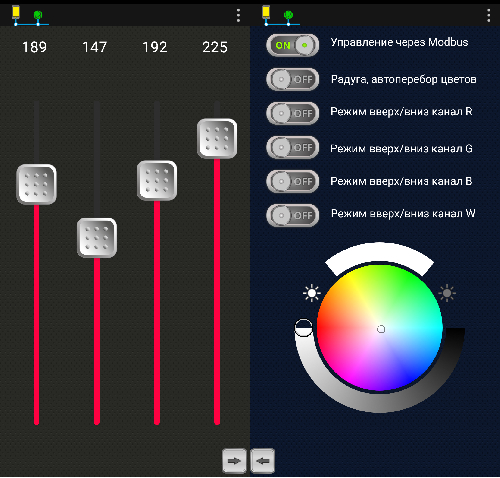 189 147 192 225
ON Управление через Modbus
OFF Радуга, автоперебор цветов
OFF Режим вверх/вниз канал R
OFF Режим вверх/вниз канал G
OFF Режим вверх/вниз канал B
OFF Режим вверх/вниз канал W